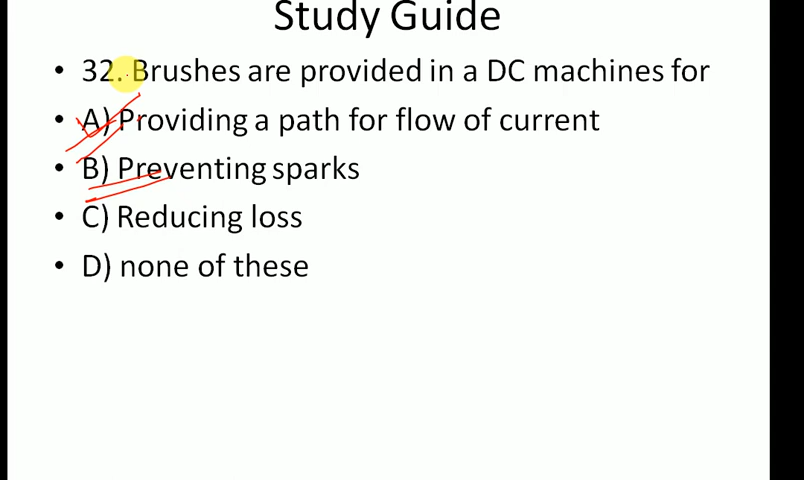 Study Guide
• 32. Brushes are provided in a DC machines for
• A) Providing a path for flow of current
• B) Preventing sparks
• C) Reducing loss
• D) none of these